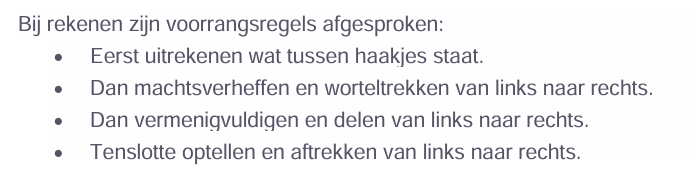 Bij rekenen zijn voorrangsregels afgesproken:
• Eerst uitrekenen wat tussen haakjes staat.
• Dan machtsverheffen en worteltrekken van links naar rechts.
• Dan vermenigvuldigen en delen van links naar rechts.
• Tenslotte optellen en aftrekken van links naar rechts.